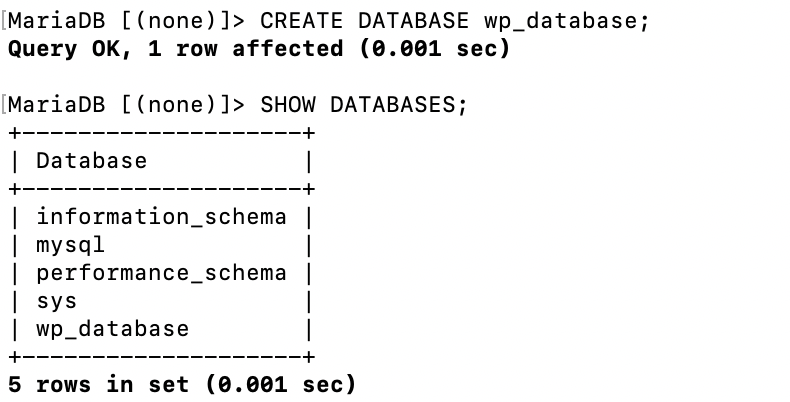 [MariaDB [(none)]> CREATE DATABASE wp_database;
Query OK, 1 row affected (0.001 sec)
[MariaDB [(none)]> SHOW DATABASES;
+--------------------+
| Database           |
+--------------------+
| information_schema |
| mysql              |
| performance_schema |
| sys                |
| wp_database        |
+--------------------+
5 rows in set (0.001 sec)